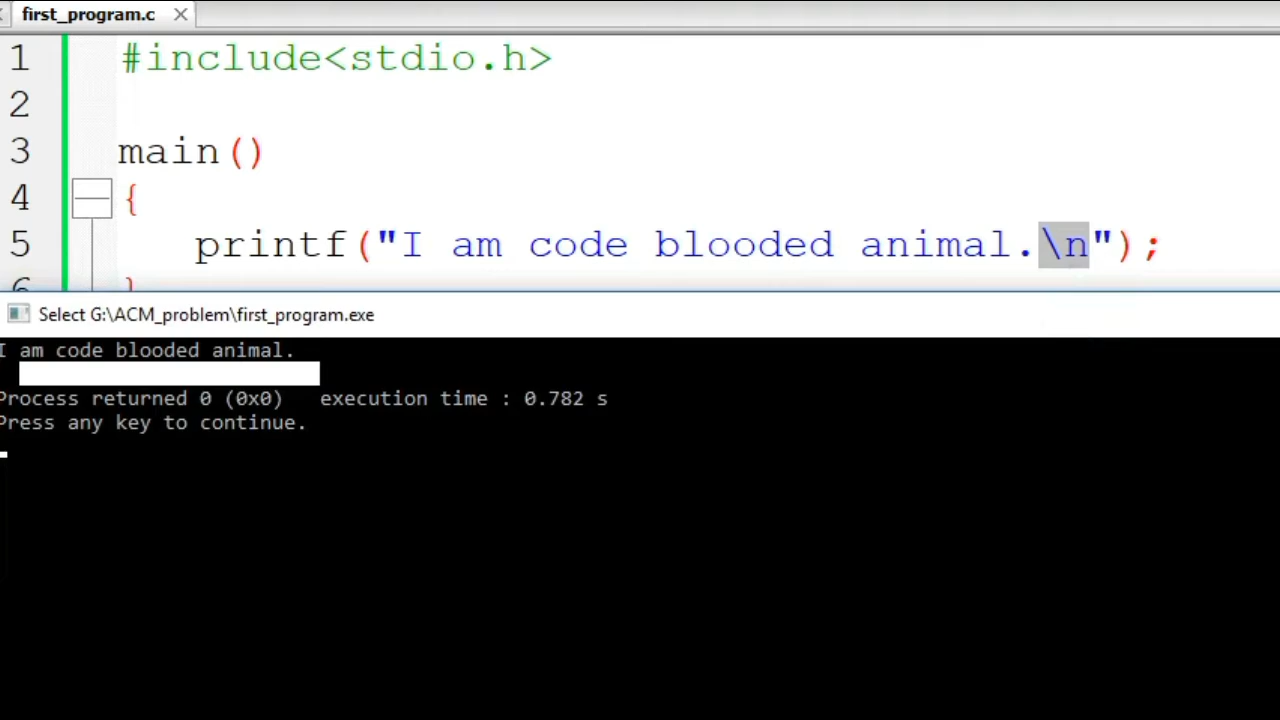 first_program.c
1 #include<stdio.h>
2
3 main()
4 {
5 printf("I am code blooded animal.\n");
6 }
Select G:\ACM_problem\first_program.exe
I am code blooded animal.
Process returned 0 (0x0) execution time : 0.782 s
Press any key to continue.